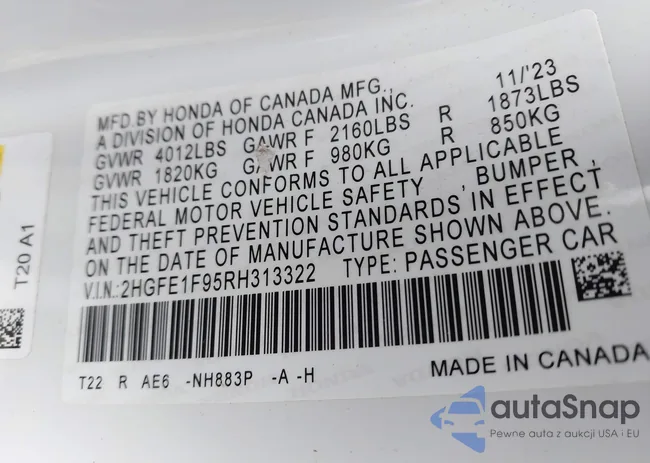 MFD.BY HONDA OF CANADA MFG., 11/'23
A DIVISION OF HONDA CANADA INC.
GVWR 4012LBS GAWR F 2160LBS R 1873LBS
GVWR 1820KG GAWR F 980KG R 850KG
THIS VEHICLE CONFORMS TO ALL APPLICABLE
FEDERAL MOTOR VEHICLE SAFETY , BUMPER ,
AND THEFT PREVENTION STANDARDS IN EFFECT
ON THE DATE OF MANUFACTURE SHOWN ABOVE.
V.I.N.:2HGFE1F95RH313322 TYPE: PASSENGER CAR
T22 R AE6 -NH883P -A -H MADE IN CANADA
T20 A1
autaSnap
Pewne auta z aukcji USA i EU